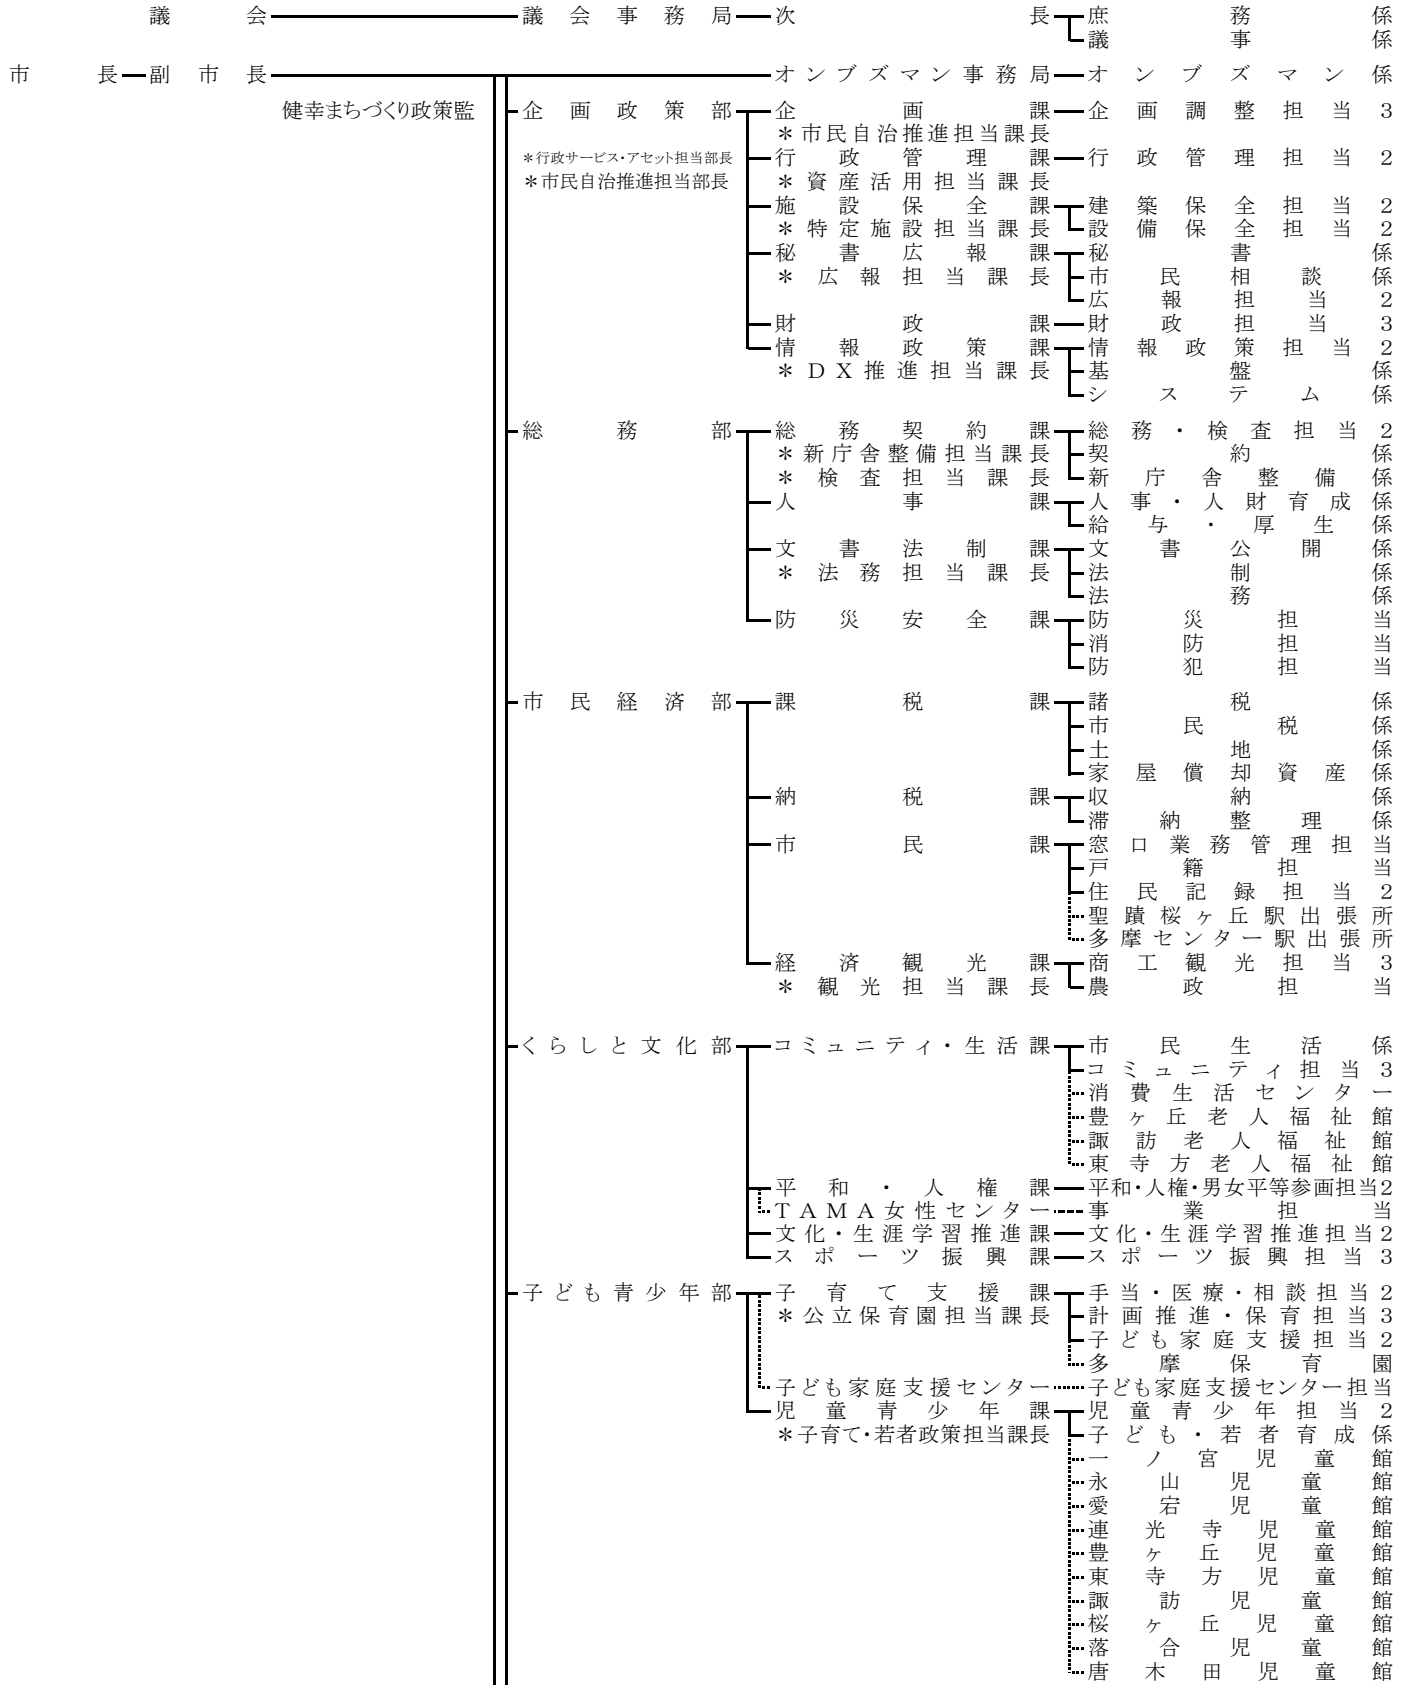 議会 議会事務局 次長 庶務係
議事係
市長 副市長 オンブズマン事務局 オンブズマン係
健幸まちづくり政策監 企画政策部 企画課 企画調整担当3
＊市民自治推進担当課長
＊行政サービス・アセット担当部長 行政管理課 行政管理担当2
＊市民自治推進担当部長 ＊資産活用担当課長
施設保全課 建築保全担当2
＊特定施設担当課長 設備保全担当2
秘書広報課 秘書係
＊広報担当課長 市民相談係
広報担当2
財政課 財政担当3
情報政策課 情報政策担当2
＊DX推進担当課長 基盤係
システム係
総務部 総務契約課 総務・検査担当2
＊新庁舎整備担当課長 契約係
＊検査担当課長 新庁舎整備係
人事課 人事・人財育成係
給与・厚生係
文書法制課 文書公開係
＊法務担当課長 法制係
法務係
防災安全課 防災担当
消防担当
防犯担当
市民経済部 課税課 諸税係
市民税係
土地係
家屋償却資産係
納税課 収納係
滞納整理係
市民課 窓口業務管理担当
戸籍担当
住民記録担当2
聖蹟桜ヶ丘駅出張所
多摩センター駅出張所
経済観光課 商工観光担当3
＊観光担当課長 農政担当
くらしと文化部 コミュニティ・生活課 市民生活係
コミュニティ担当3
消費生活センター
豊ヶ丘老人福祉館
諏訪老人福祉館
東寺方老人福祉館
平和・人権課 平和・人権・男女平等参画担当2
TAMA女性センター 事業担当
文化・生涯学習推進課 文化・生涯学習推進担当2
スポーツ振興課 スポーツ振興担当3
子ども青少年部 子育て支援課 手当・医療・相談担当2
＊公立保育園担当課長 計画推進・保育担当3
子ども家庭支援担当2
多摩保育園
子ども家庭支援センター 子ども家庭支援センター担当
児童青少年課 児童青少年担当2
＊子育て・若者政策担当課長 子ども・若者育成係
一ノ宮児童館
永山児童館
愛宕児童館
連光寺児童館
豊ヶ丘児童館
東寺方児童館
諏訪児童館
桜ヶ丘児童館
落合児童館
唐木田児童館